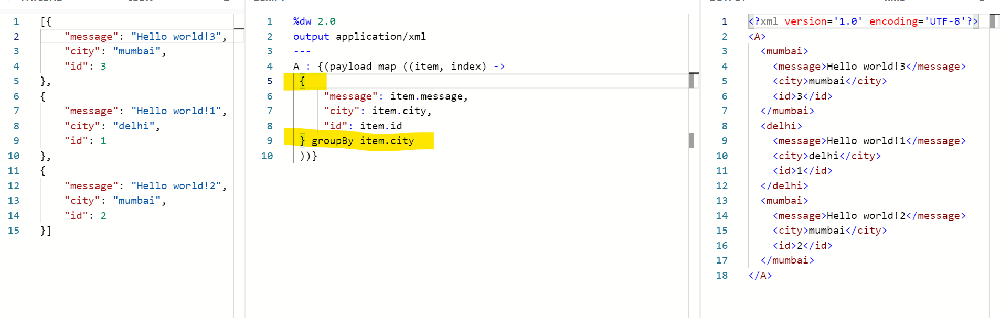 1 [{
2 "message": "Hello world!3",
3 "city": "mumbai",
4 "id": 3
5 },
6 {
7 "message": "Hello world!1",
8 "city": "delhi",
9 "id": 1
10 },
11 {
12 "message": "Hello world!2",
13 "city": "mumbai",
14 "id": 2
15 }]
1 %dw 2.0
2 output application/xml
3 ---
4 A : {(payload map ((item, index) ->
5 {
6 "message": item.message,
7 "city": item.city,
8 "id": item.id
9 } groupBy item.city
10 ))}
1 <?xml version='1.0' encoding='UTF-8'?>
2 <A>
3 <mumbai>
4 <message>Hello world!3</message>
5 <city>mumbai</city>
6 <id>3</id>
7 </mumbai>
8 <delhi>
9 <message>Hello world!1</message>
10 <city>delhi</city>
11 <id>1</id>
12 </delhi>
13 <mumbai>
14 <message>Hello world!2</message>
15 <city>mumbai</city>
16 <id>2</id>
17 </mumbai>
18 </A>